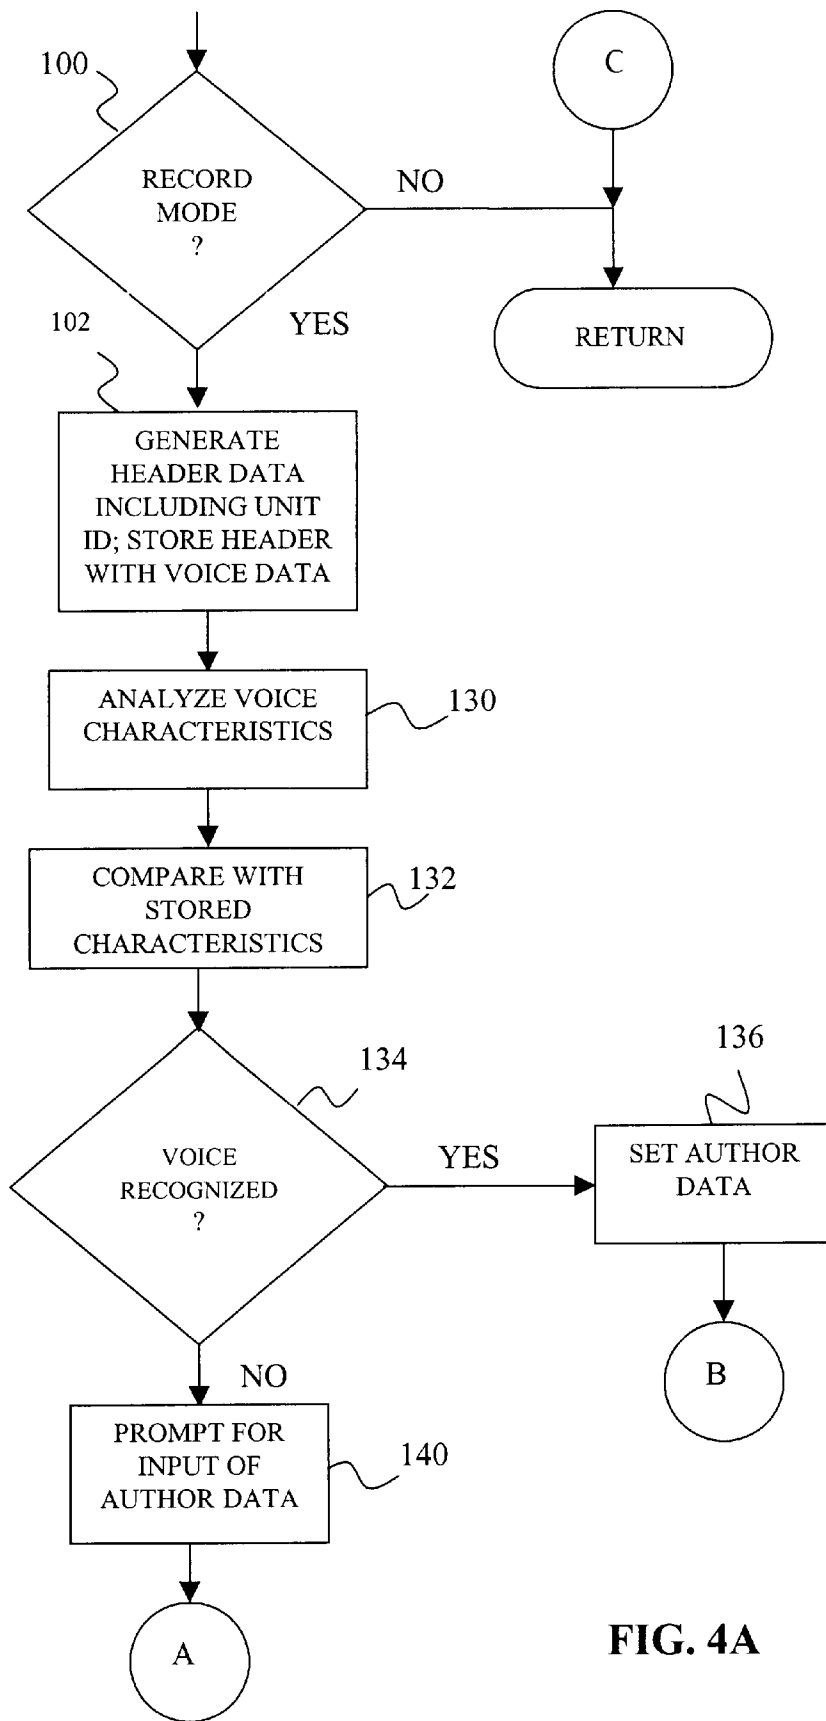 100
C
RECORD
MODE
?
NO
YES
RETURN
102
GENERATE
HEADER DATA
INCLUDING UNIT
ID; STORE HEADER
WITH VOICE DATA
ANALYZE VOICE
CHARACTERISTICS
130
COMPARE WITH
STORED
CHARACTERISTICS
132
134
136
VOICE
RECOGNIZED
?
YES
SET AUTHOR
DATA
B
NO
PROMPT FOR
INPUT OF
AUTHOR DATA
140
A
FIG. 4A